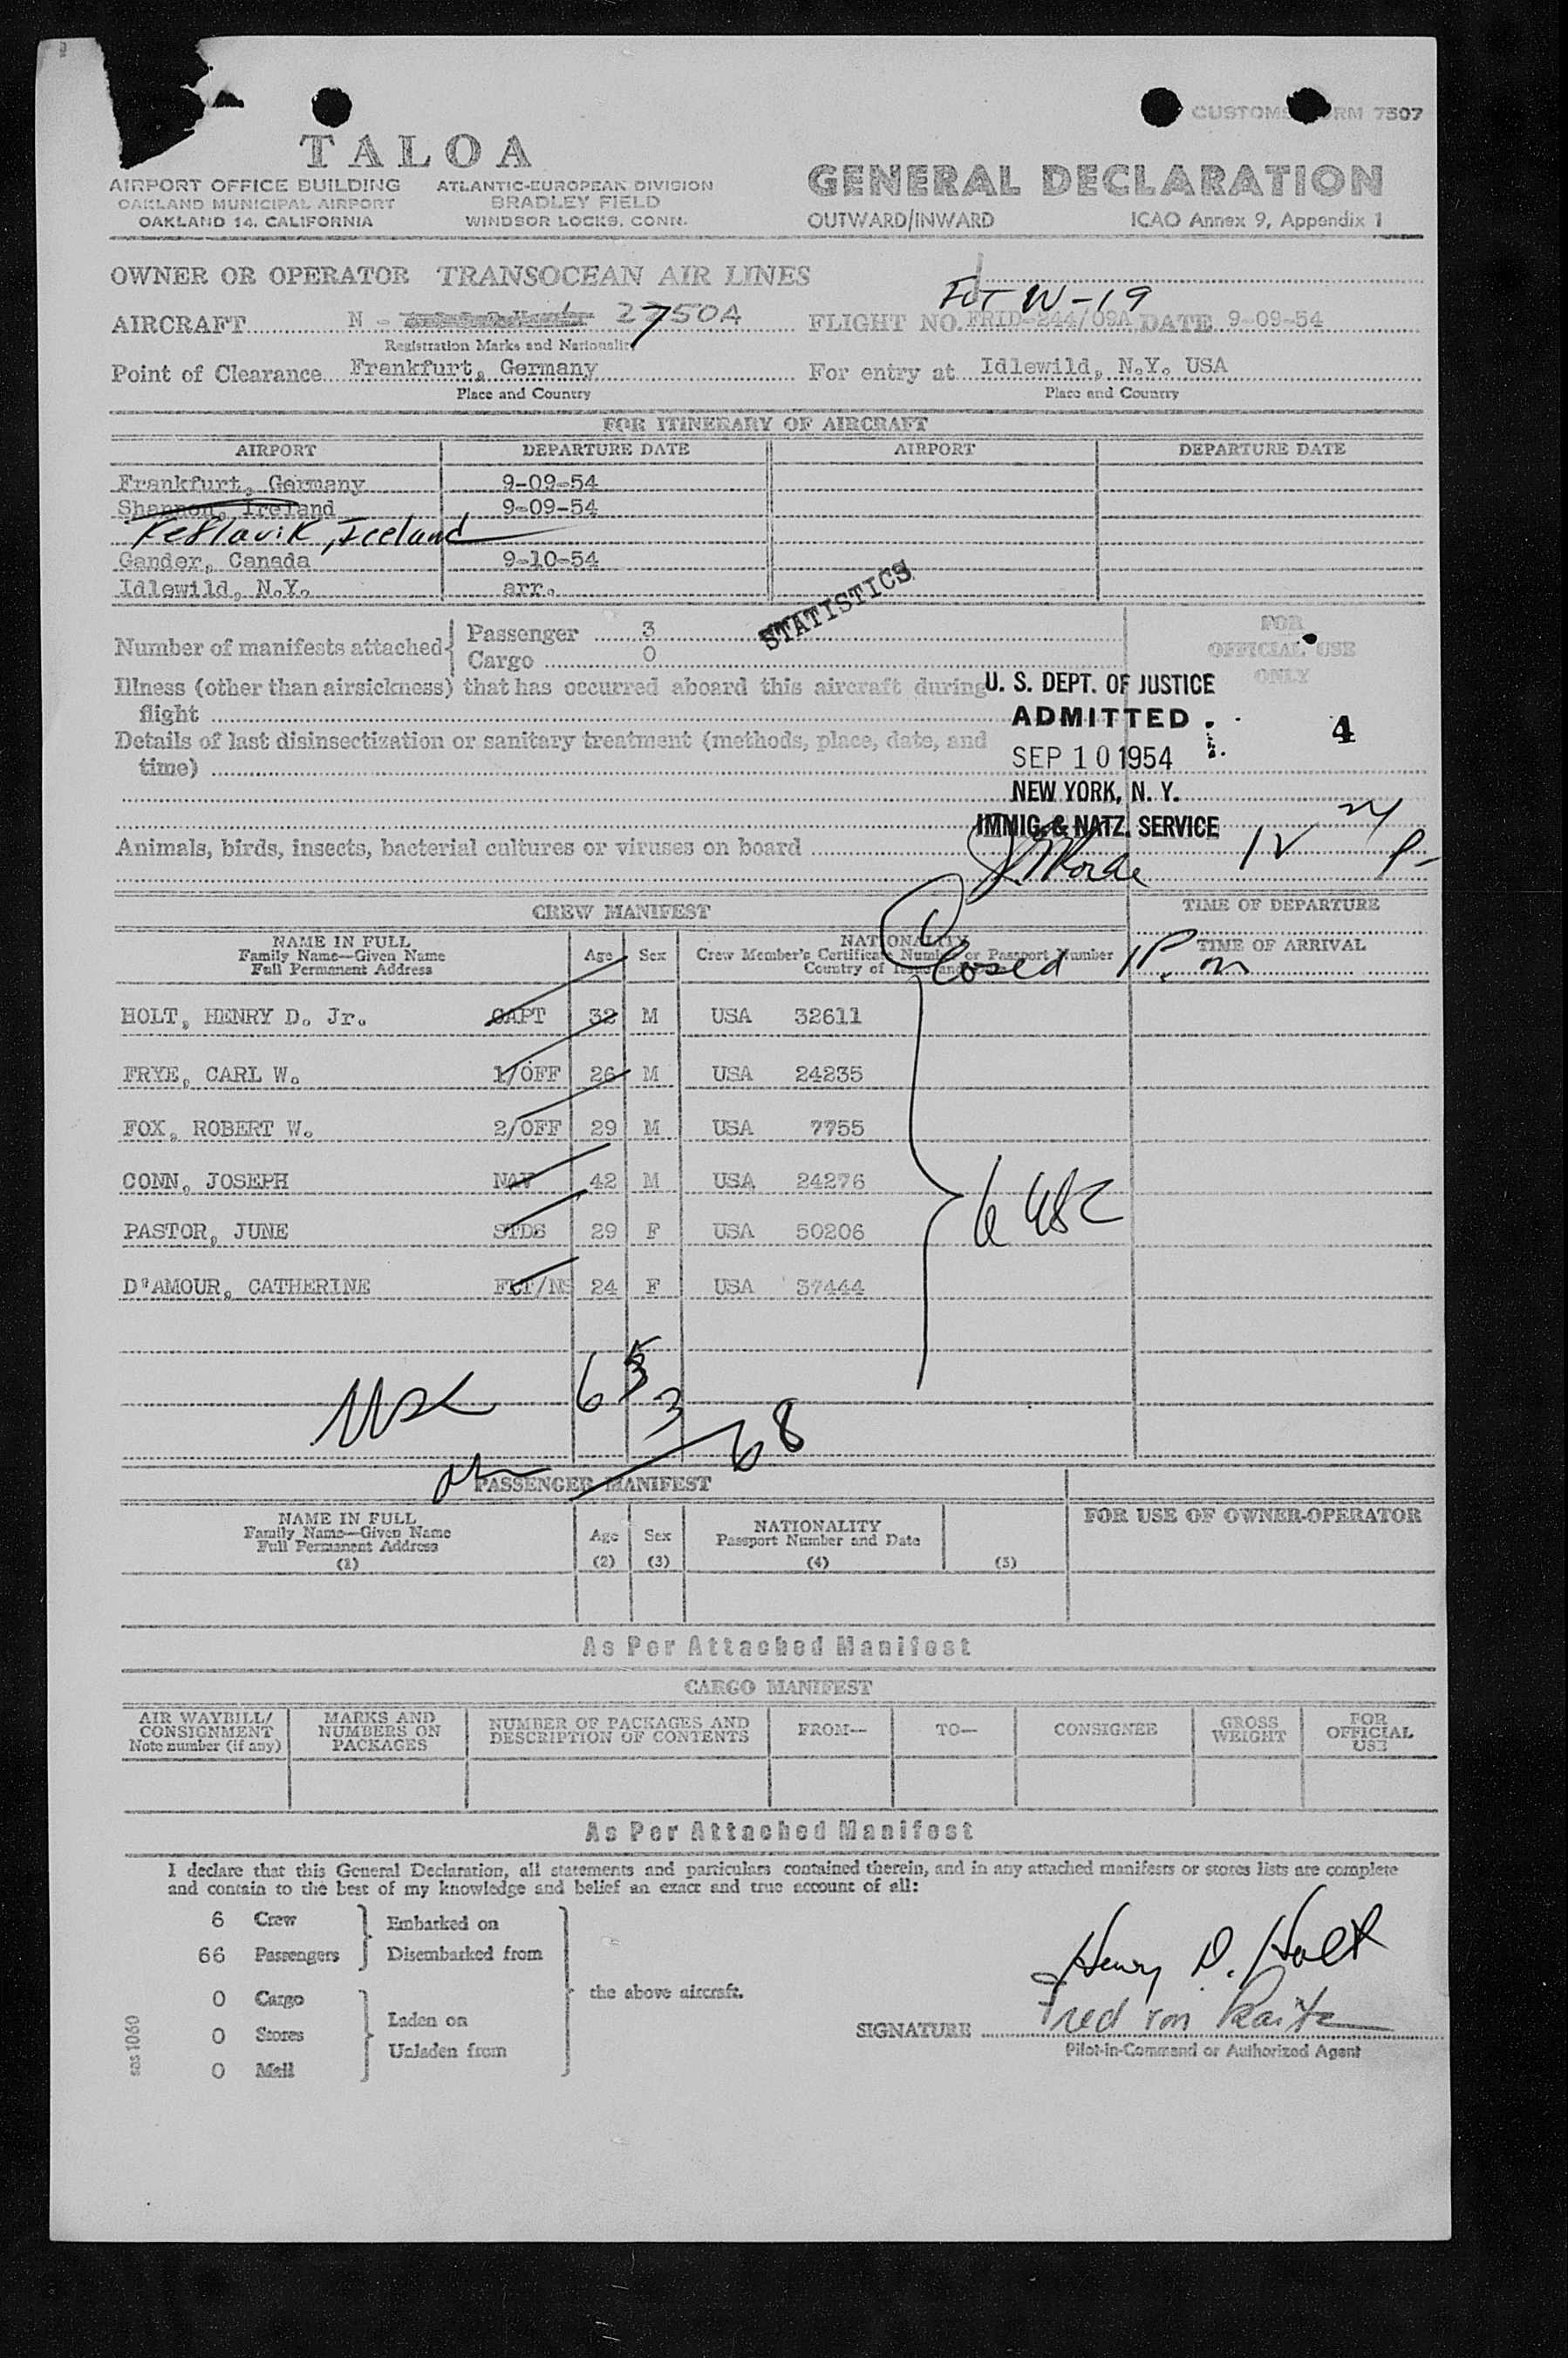 CUSTOMS FORM 7507
TALOA
AIRPORT OFFICE BUILDING
OAKLAND MUNICIPAL AIRPORT
OAKLAND 14, CALIFORNIA
ATLANTIC-EUROPEAN DIVISION
BRADLEY FIELD
WINDSOR LOCKS, CONN.
GENERAL DECLARATION
OUTWARD/INWARD ICAO Annex 9, Appendix 1
OWNER OR OPERATOR TRANSOCEAN AIR LINES
W-19
AIRCRAFT N - 2750A FLIGHT NO. FRID-244/09A DATE 9-09-54
Registration Marks and Nationality
Point of Clearance Frankfurt, Germany For entry at Idlewild, N.Y. USA
Place and Country Place and Country
FOR ITINERARY OF AIRCRAFT
AIRPORT DEPARTURE DATE AIRPORT DEPARTURE DATE
Frankfurt, Germany 9-09-54
Shannon, Ireland 9-09-54
Keflavik, Iceland
Gander, Canada 9-10-54
Idlewild, N.Y. arr.
STATISTICS
Number of manifests attached Passenger 3
Cargo 0
FOR
OFFICIAL USE
ONLY
Illness (other than airsickness) that has occurred aboard this aircraft during
flight
Details of last disinsectization or sanitary treatment (methods, place, date, and
time)
U. S. DEPT. OF JUSTICE
ADMITTED
4
SEP 10 1954
NEW YORK, N. Y.
IMMIG. & NATZ. SERVICE
Animals, birds, insects, bacterial cultures or viruses on board
CREW MANIFEST
TIME OF DEPARTURE
TIME OF ARRIVAL
NAME IN FULL
Family Name—Given Name
Full Permanent Address
Age Sex
NATIONALITY
Crew Member's Certificate Number or Passport Number
Country of Issue and
Closed 1 P.m
HOLT, HENRY D. Jr. CAPT 32 M USA 32611
FRYE, CARL W. 1/OFF 26 M USA 24235
FOX, ROBERT W. 2/OFF 29 M USA 7755
CONN, JOSEPH NAV 42 M USA 24276
PASTOR, JUNE STDS 29 F USA 50206
D'AMOUR, CATHERINE FLT/NS 24 F USA 37444
6 USC
68
PASSENGER MANIFEST
NAME IN FULL
Family Name—Given Name
Full Permanent Address
(1)
Age
(2)
Sex
(3)
NATIONALITY
Passport Number and Date
(4)
(5)
FOR USE OF OWNER-OPERATOR
As Per Attached Manifest
CARGO MANIFEST
AIR WAYBILL/
CONSIGNMENT
Note number (if any)
MARKS AND
NUMBERS ON
PACKAGES
NUMBER OF PACKAGES AND
DESCRIPTION OF CONTENTS
FROM—
TO—
CONSIGNEE
GROSS
WEIGHT
FOR
OFFICIAL
USE
As Per Attached Manifest
I declare that this General Declaration, all statements and particulars contained therein, and in any attached manifests or stores lists are complete
and contain to the best of my knowledge and belief an exact and true account of all:
6 Crew
66 Passengers
Embarked on
Disembarked from
0 Cargo
0 Stores
0 Mail
Laden on
Unladen from
the above aircraft.
Henry D. Holt
Fred von
SIGNATURE
Pilot-in-Command or Authorized Agent
sas 1060